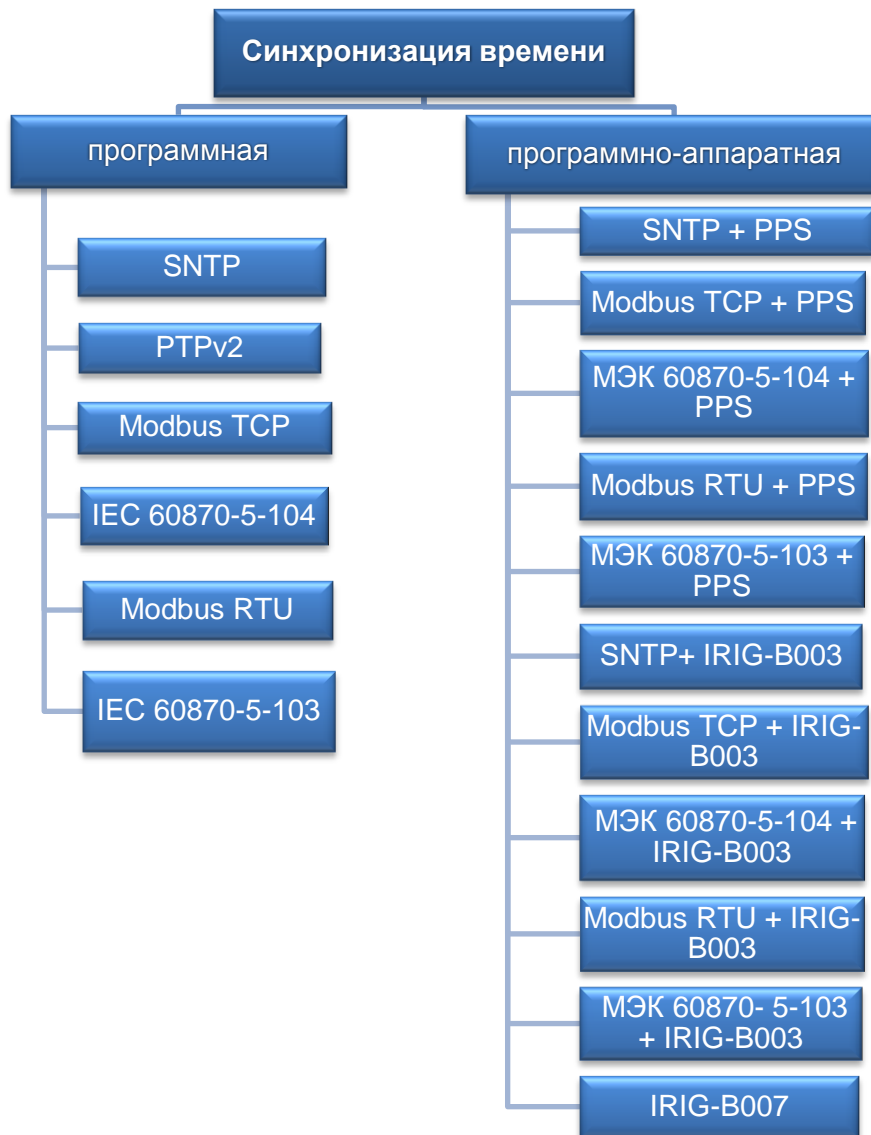 Синхронизация времени
программная
SNTP
PTPv2
Modbus TCP
IEC 60870-5-104
Modbus RTU
IEC 60870-5-103
программно-аппаратная
SNTP + PPS
Modbus TCP + PPS
МЭК 60870-5-104 +
PPS
Modbus RTU + PPS
МЭК 60870-5-103 +
PPS
SNTP+ IRIG-B003
Modbus TCP + IRIG-
B003
МЭК 60870-5-104 +
IRIG-B003
Modbus RTU + IRIG-
B003
МЭК 60870- 5-103
+ IRIG-B003
IRIG-B007